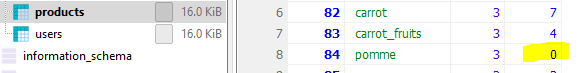 products 16.0 KiB
users 16.0 KiB
information_schema
6 82 carrot 3 7
7 83 carrot_fruits 3 4
8 84 pomme 3 0